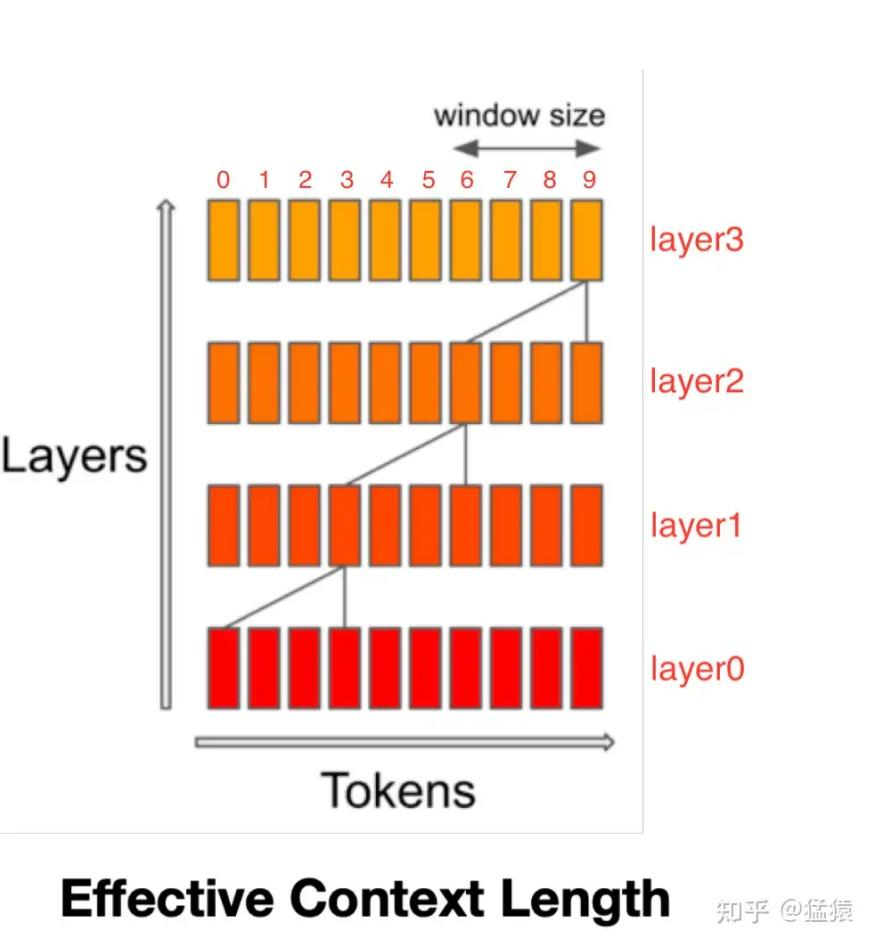 window size
0 1 2 3 4 5 6 7 8 9
layer3
layer2
Layers
layer1
layer0
Tokens
Effective Context Length
知乎 @猛猿